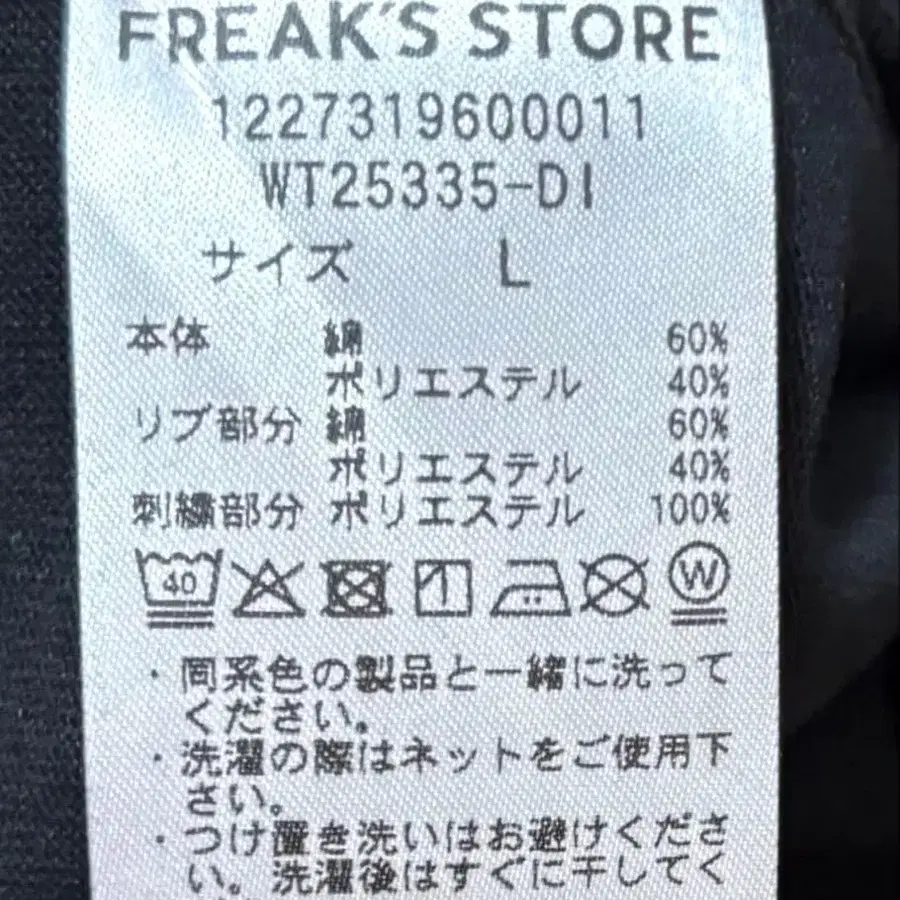 FREAK'S STORE
1227319600011
WT25335-DI
サイズ L
本体 綿 60%
ポリエステル 40%
リブ部分 綿 60%
ポリエステル 40%
刺繍部分 ポリエステル 100%
40 W
・同系色の製品と一緒に洗って
ください。
・洗濯の際はネットをご使用下
さい。
・つけ置き洗いはお避けくださ
い。洗濯後はすぐに干してく